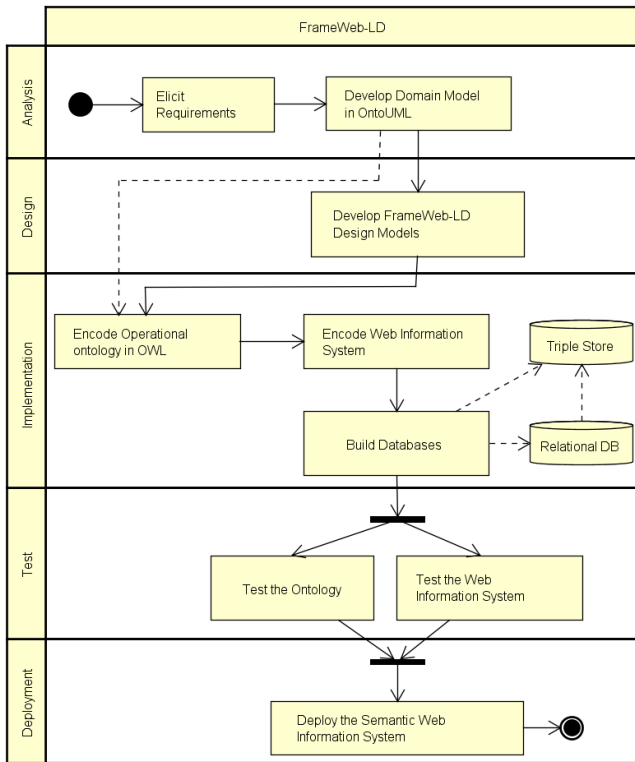 FrameWeb-LD
Analysis
Elicit
Requirements
Develop Domain Model
in OntoUML
Design
Develop FrameWeb-LD
Design Models
Implementation
Encode Operational
ontology in OWL
Encode Web Information
System
Triple Store
Build Databases
Relational DB
Test
Test the Ontology
Test the Web
Information System
Deployment
Deploy the Semantic Web
Information System